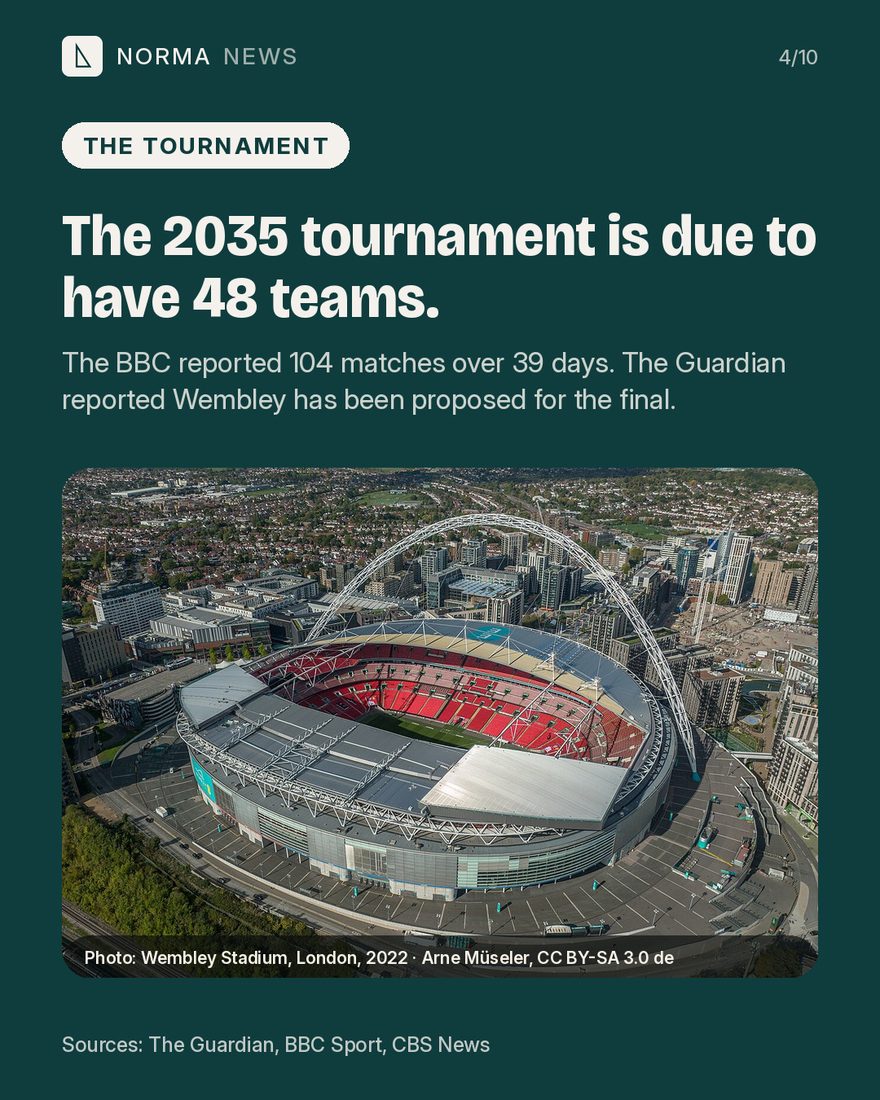 NORMA NEWS
4/10
THE TOURNAMENT
The 2035 tournament is due to
have 48 teams.
The BBC reported 104 matches over 39 days. The Guardian
reported Wembley has been proposed for the final.
Photo: Wembley Stadium, London, 2022 · Arne Müseler, CC BY-SA 3.0 de
Sources: The Guardian, BBC Sport, CBS News